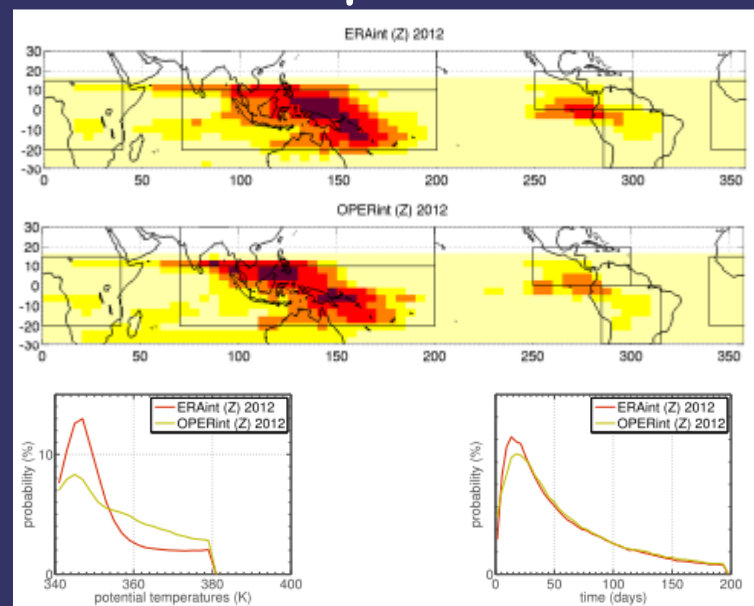 ERAint (Z) 2012
30
20
10
0
-10
-20
-30
0 50 100 150 200 250 300 350
OPERint (Z) 2012
30
20
10
0
-10
-20
-30
0 50 100 150 200 250 300 350
ERAint (Z) 2012
OPERint (Z) 2012
probability (%)
10
0
340 360 380 400
potential temperatures (K)
ERAint (Z) 2012
OPERint (Z) 2012
probability (%)
0
0 50 100 150 200
time (days)